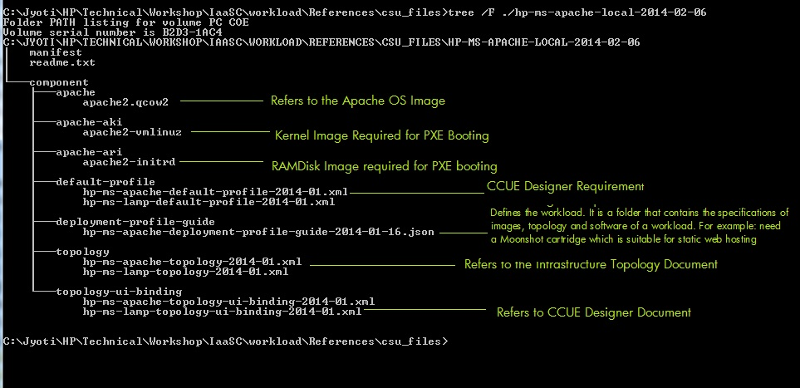 C:\Jyoti\HP\Technical\Workshop\IaaSC\workload\References\csu_files>tree /F ./hp-ms-apache-local-2014-02-06
Folder PATH listing for volume PC COE
Volume serial number is B2D3-1AC4
C:\JYOTI\HP\TECHNICAL\WORKSHOP\IAASC\WORKLOAD\REFERENCES\CSU_FILES\HP-MS-APACHE-LOCAL-2014-02-06
manifest
readme.txt
component
apache
apache2.qcow2 Refers to the Apache OS Image
apache-aki
apache2-vmlinuz Kernel Image Required for PXE Booting
apache-ari
apache2-initrd RAMDisk Image required for PXE booting
default-profile
hp-ms-apache-default-profile-2014-01.xml CCUE Designer Requirement
hp-ms-lamp-default-profile-2014-01.xml
deployment-profile-guide
hp-ms-apache-deployment-profile-guide-2014-01-16.json
Defines the workload. It is a folder that contains the specifications of
images, topology and software of a workload. For example: need
a Moonshot cartridge which is suitable for static web hosting
topology
hp-ms-apache-topology-2014-01.xml Refers to the Infrastructure Topology Document
hp-ms-lamp-topology-2014-01.xml
topology-ui-binding
hp-ms-apache-topology-ui-binding-2014-01.xml
hp-ms-lamp-topology-ui-binding-2014-01.xml Refers to CCUE Designer Document
C:\Jyoti\HP\Technical\Workshop\IaaSC\workload\References\csu_files>